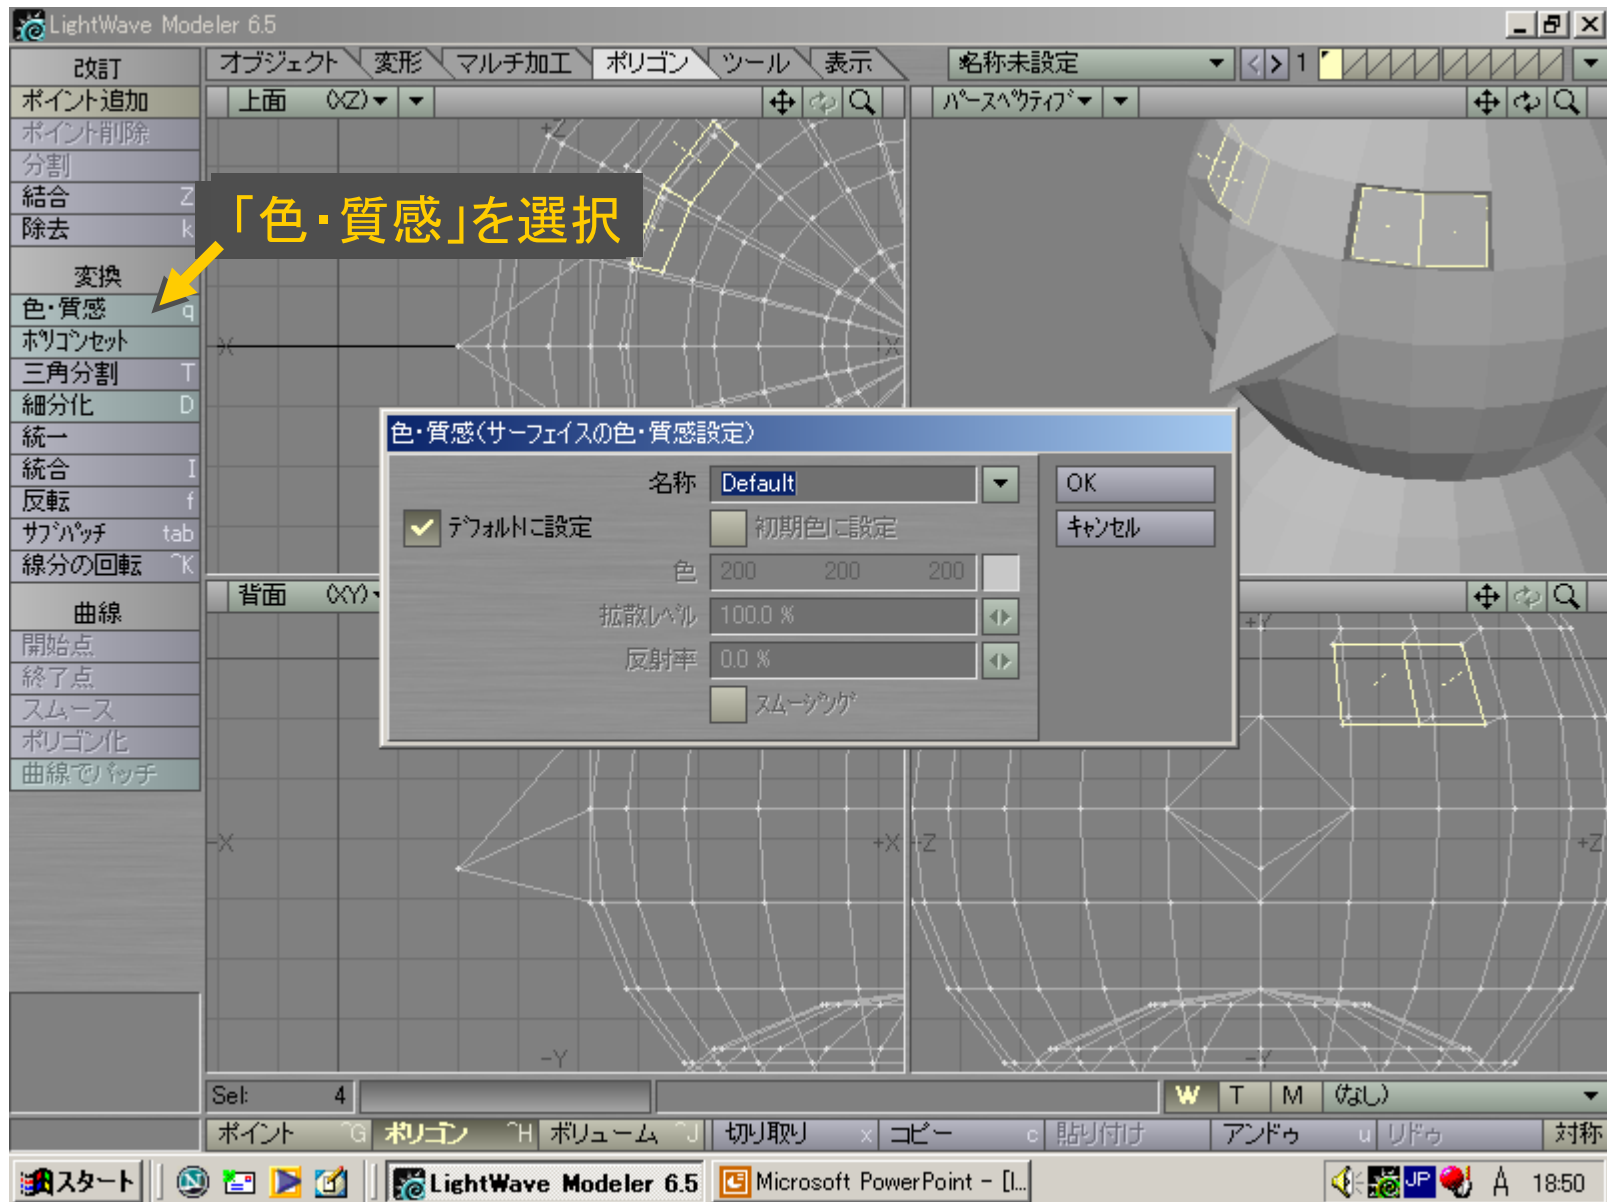 LightWave Modeler 6.5
改訂
オブジェクト 変形 マルチ加工 ポリゴン ツール 表示
名称未設定
< > 1
ポイント追加
上面 (XZ)
パースペクティブ
ポイント削除
分割
結合 Z
除去 k
「色・質感」を選択
変換
色・質感 q
ポリゴンセット
三角分割 T
細分化 D
統一
統合 I
反転 f
サブパッチ tab
線分の回転 ^K
曲線
開始点
終了点
スムース
ポリゴン化
曲線でパッチ
+Z
-X
+X
色・質感(サーフェイスの色・質感設定)
名称 Default
OK
デフォルトに設定
初期色に設定
キャンセル
色 200 200 200
拡散レベル 100.0 %
反射率 0.0 %
スムージング
背面 (XY)
+Y
-X
+X
-Z
+Z
-Y
-Y
Sel: 4
W T M (なし)
ポイント ^G ポリゴン ^H ボリューム ^J 切り取り x コピー c 貼り付け v アンドゥ u リドゥ 対称
スタート
LightWave Modeler 6.5
Microsoft PowerPoint - [l...
JP A 18:50